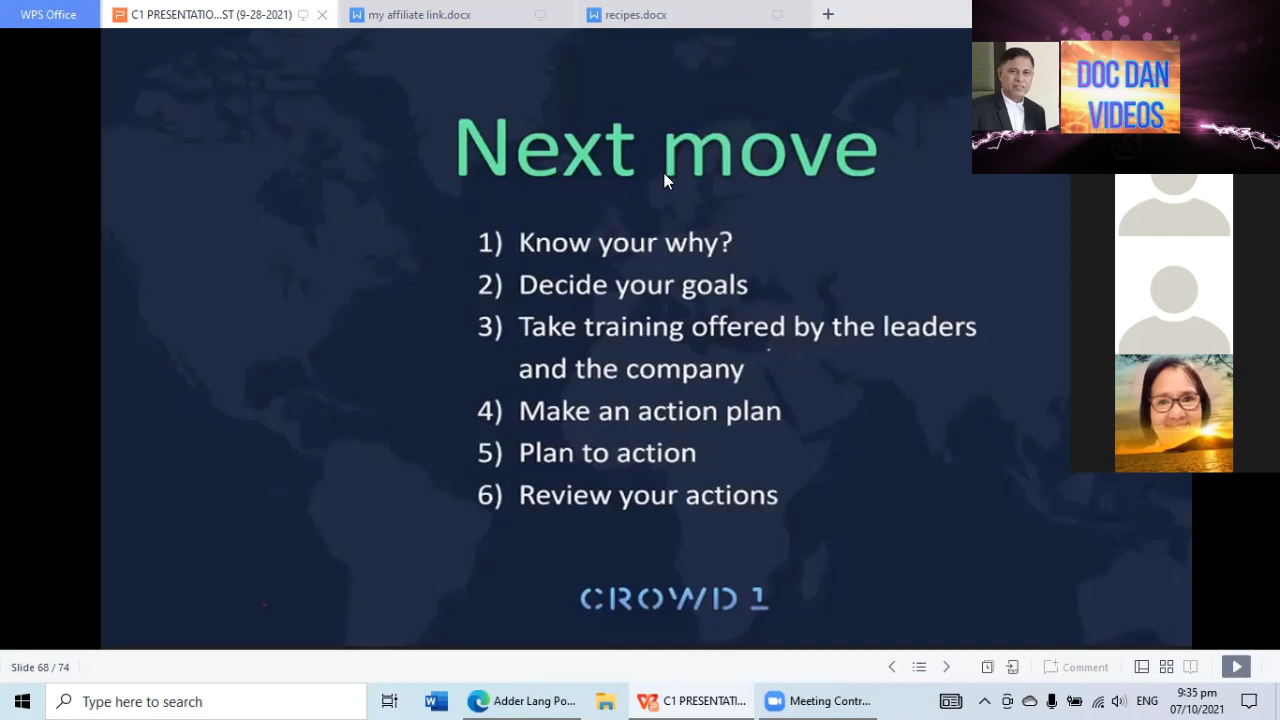 WPS Office
C1 PRESENTATIO...ST (9-28-2021)
my affiliate link.docx
recipes.docx
DOC DAN
VIDEOS
Next move
1) Know your why?
2) Decide your goals
3) Take training offered by the leaders
and the company
4) Make an action plan
5) Plan to action
6) Review your actions
CROWD 1
Slide 68 / 74
Comment
Type here to search
Adder Lang Po...
C1 PRESENTATI...
Meeting Contr...
9:35 pm
07/10/2021